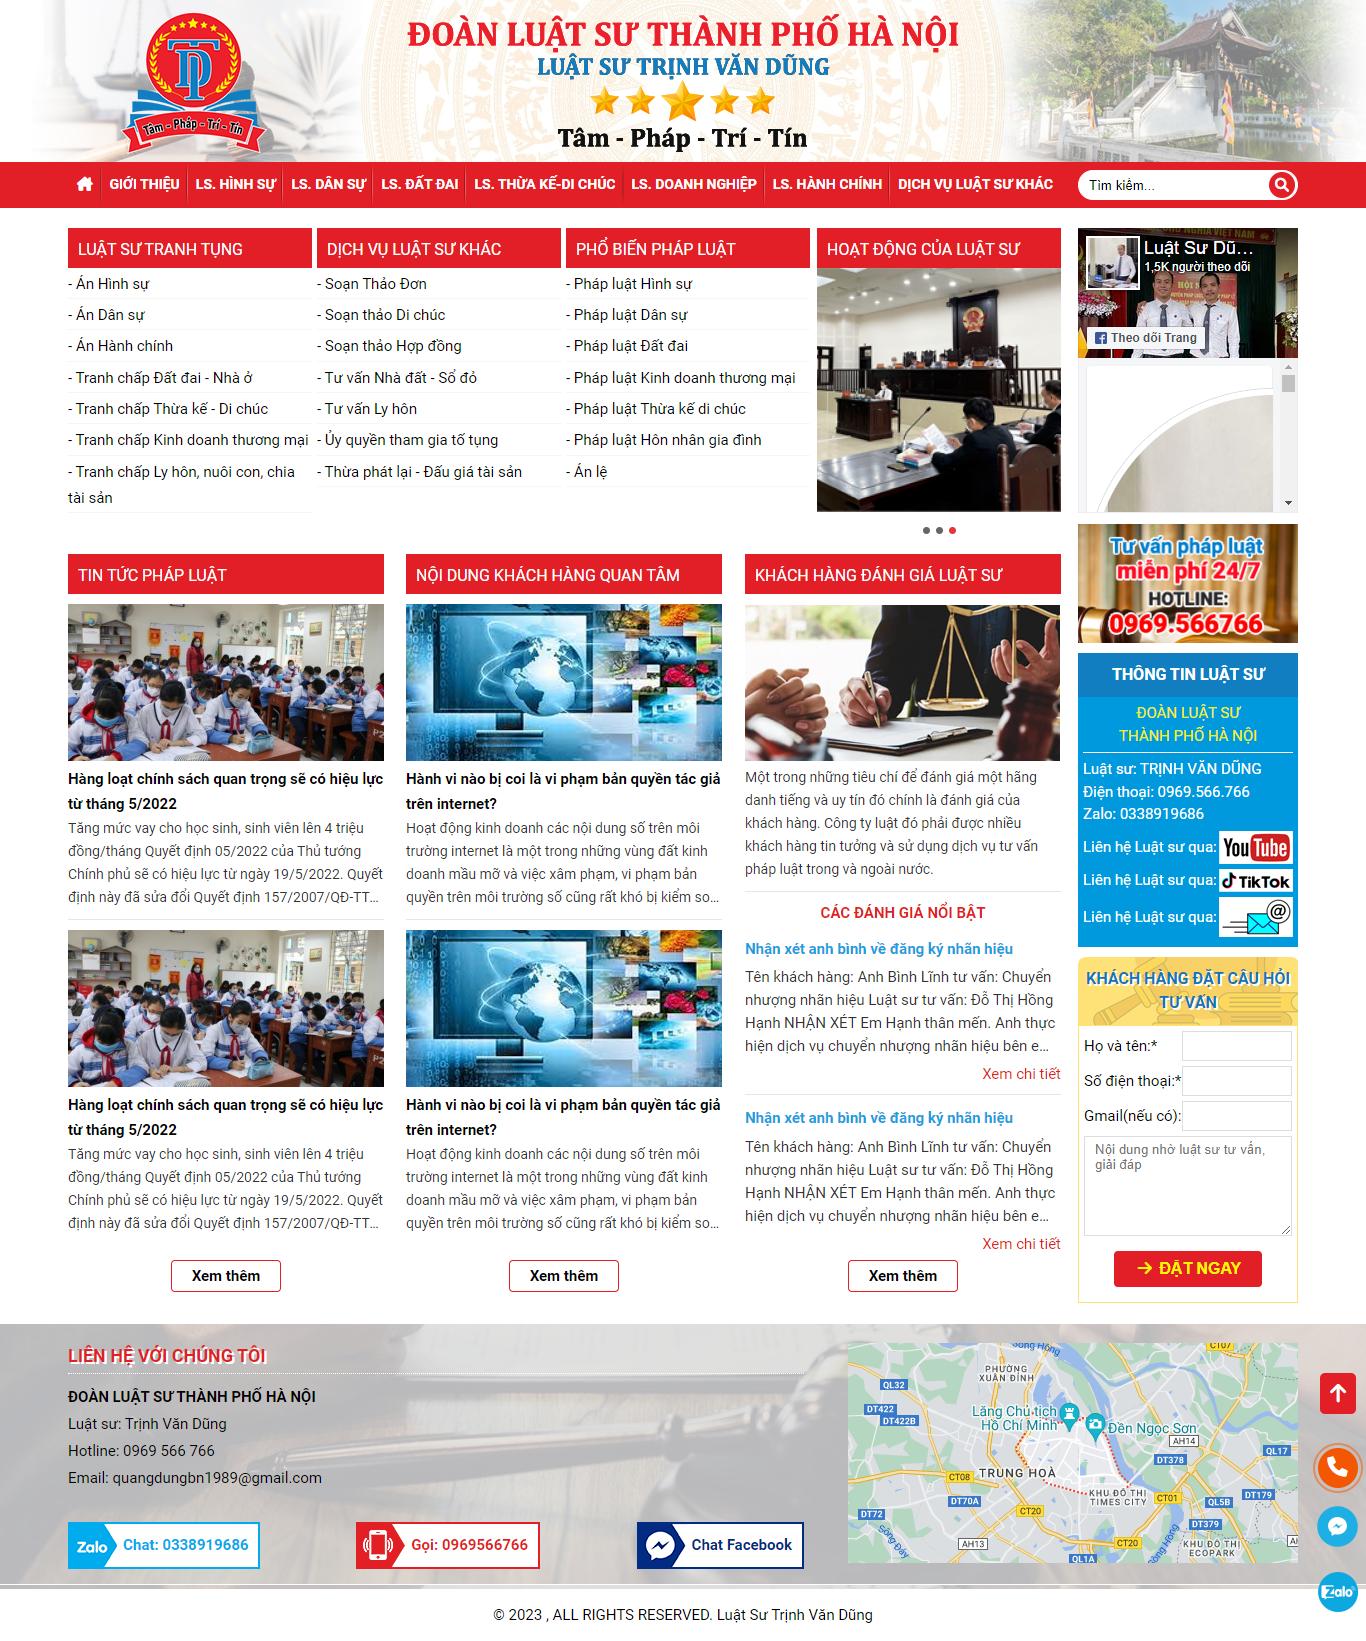 Tâm - Pháp - Trí - Tín
ĐOÀN LUẬT SƯ THÀNH PHỐ HÀ NỘI
LUẬT SƯ TRỊNH VĂN DŨNG
Tâm - Pháp - Trí - Tín
GIỚI THIỆU LS. HÌNH SỰ LS. DÂN SỰ LS. ĐẤT ĐAI LS. THỪA KẾ-DI CHÚC LS. DOANH NGHIỆP LS. HÀNH CHÍNH DỊCH VỤ LUẬT SƯ KHÁC
Tìm kiếm...
LUẬT SƯ TRANH TỤNG
- Án Hình sự
- Án Dân sự
- Án Hành chính
- Tranh chấp Đất đai - Nhà ở
- Tranh chấp Thừa kế - Di chúc
- Tranh chấp Kinh doanh thương mại
- Tranh chấp Ly hôn, nuôi con, chia
tài sản
DỊCH VỤ LUẬT SƯ KHÁC
- Soạn Thảo Đơn
- Soạn thảo Di chúc
- Soạn thảo Hợp đồng
- Tư vấn Nhà đất - Sổ đỏ
- Tư vấn Ly hôn
- Ủy quyền tham gia tố tụng
- Thừa phát lại - Đấu giá tài sản
PHỔ BIẾN PHÁP LUẬT
- Pháp luật Hình sự
- Pháp luật Dân sự
- Pháp luật Đất đai
- Pháp luật Kinh doanh thương mại
- Pháp luật Thừa kế di chúc
- Pháp luật Hôn nhân gia đình
- Án lệ
HOẠT ĐỘNG CỦA LUẬT SƯ
Luật Sư Dũ...
1,5K người theo dõi
Theo dõi Trang
Tư vấn pháp luật
miễn phí 24/7
HOTLINE:
0969.566766
THÔNG TIN LUẬT SƯ
ĐOÀN LUẬT SƯ
THÀNH PHỐ HÀ NỘI
Luật sư: TRỊNH VĂN DŨNG
Điện thoại: 0969.566.766
Zalo: 0338919686
Liên hệ Luật sư qua: YouTube
Liên hệ Luật sư qua: TikTok
Liên hệ Luật sư qua: @
KHÁCH HÀNG ĐẶT CÂU HỎI
TƯ VẤN
Họ và tên:*
Số điện thoại:*
Gmail(nếu có):
Nội dung nhờ luật sư tư vấn,
giải đáp
ĐẶT NGAY
TIN TỨC PHÁP LUẬT
Hàng loạt chính sách quan trọng sẽ có hiệu lực
từ tháng 5/2022
Tăng mức vay cho học sinh, sinh viên lên 4 triệu
đồng/tháng Quyết định 05/2022 của Thủ tướng
Chính phủ sẽ có hiệu lực từ ngày 19/5/2022. Quyết
định này đã sửa đổi Quyết định 157/2007/QĐ-TT...
Hàng loạt chính sách quan trọng sẽ có hiệu lực
từ tháng 5/2022
Tăng mức vay cho học sinh, sinh viên lên 4 triệu
đồng/tháng Quyết định 05/2022 của Thủ tướng
Chính phủ sẽ có hiệu lực từ ngày 19/5/2022. Quyết
định này đã sửa đổi Quyết định 157/2007/QĐ-TT...
Xem thêm
NỘI DUNG KHÁCH HÀNG QUAN TÂM
Hành vi nào bị coi là vi phạm bản quyền tác giả
trên internet?
Hoạt động kinh doanh các nội dung số trên môi
trường internet là một trong những vùng đất kinh
doanh mầu mỡ và việc xâm phạm, vi phạm bản
quyền trên môi trường số cũng rất khó bị kiểm so...
Hành vi nào bị coi là vi phạm bản quyền tác giả
trên internet?
Hoạt động kinh doanh các nội dung số trên môi
trường internet là một trong những vùng đất kinh
doanh mầu mỡ và việc xâm phạm, vi phạm bản
quyền trên môi trường số cũng rất khó bị kiểm so...
Xem thêm
KHÁCH HÀNG ĐÁNH GIÁ LUẬT SƯ
Một trong những tiêu chí để đánh giá một hãng
danh tiếng và uy tín đó chính là đánh giá của
khách hàng. Công ty luật đó phải được nhiều
khách hàng tin tưởng và sử dụng dịch vụ tư vấn
pháp luật trong và ngoài nước.
CÁC ĐÁNH GIÁ NỔI BẬT
Nhận xét anh bình về đăng ký nhãn hiệu
Tên khách hàng: Anh Bình Lĩnh tư vấn: Chuyển
nhượng nhãn hiệu Luật sư tư vấn: Đỗ Thị Hồng
Hạnh NHẬN XÉT Em Hạnh thân mến. Anh thực
hiện dịch vụ chuyển nhượng nhãn hiệu bên e...
Xem chi tiết
Nhận xét anh bình về đăng ký nhãn hiệu
Tên khách hàng: Anh Bình Lĩnh tư vấn: Chuyển
nhượng nhãn hiệu Luật sư tư vấn: Đỗ Thị Hồng
Hạnh NHẬN XÉT Em Hạnh thân mến. Anh thực
hiện dịch vụ chuyển nhượng nhãn hiệu bên e...
Xem chi tiết
Xem thêm
LIÊN HỆ VỚI CHÚNG TÔI
ĐOÀN LUẬT SƯ THÀNH PHỐ HÀ NỘI
Luật sư: Trịnh Văn Dũng
Hotline: 0969 566 766
Email: quangdungbn1989@gmail.com
Zalo Chat: 0338919686
Gọi: 0969566766
Chat Facebook
Sông Hồng
CT07
PHƯỜNG
XUÂN ĐỈNH
QL32
DT422
DT422B
Lăng Chủ tịch
Hồ Chí Minh
Đền Ngọc Sơn
AH14
QL17
DT378
TRUNG HOÀ
CT08
DT70A
KHU ĐÔ THỊ
TIMES CITY
CT01
DT179
QL5B
CT20
DT72
DT379
Sông Đáy
AH13
CT20
Sông Hồng
KHU ĐÔ THỊ
ECOPARK
QL1A
Zalo
© 2023 , ALL RIGHTS RESERVED. Luật Sư Trịnh Văn Dũng